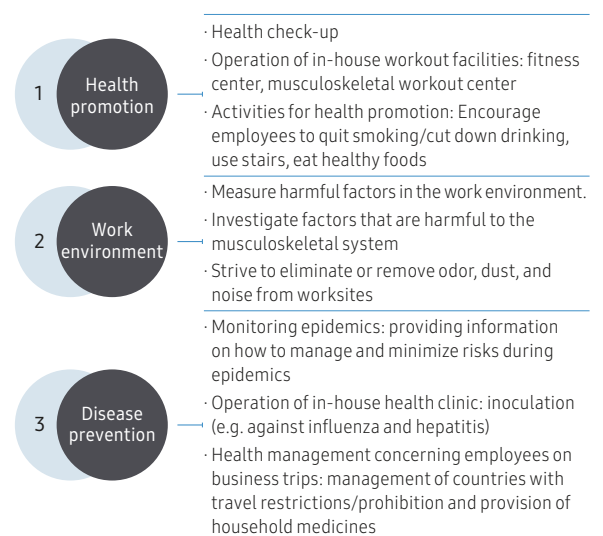 1
Health
promotion
· Health check-up
· Operation of in-house workout facilities: fitness
center, musculoskeletal workout center
· Activities for health promotion: Encourage
employees to quit smoking/cut down drinking,
use stairs, eat healthy foods
2
Work
environment
· Measure harmful factors in the work environment.
· Investigate factors that are harmful to the
musculoskeletal system
· Strive to eliminate or remove odor, dust, and
noise from worksites
3
Disease
prevention
· Monitoring epidemics: providing information
on how to manage and minimize risks during
epidemics
· Operation of in-house health clinic: inoculation
(e.g. against influenza and hepatitis)
· Health management concerning employees on
business trips: management of countries with
travel restrictions/prohibition and provision of
household medicines